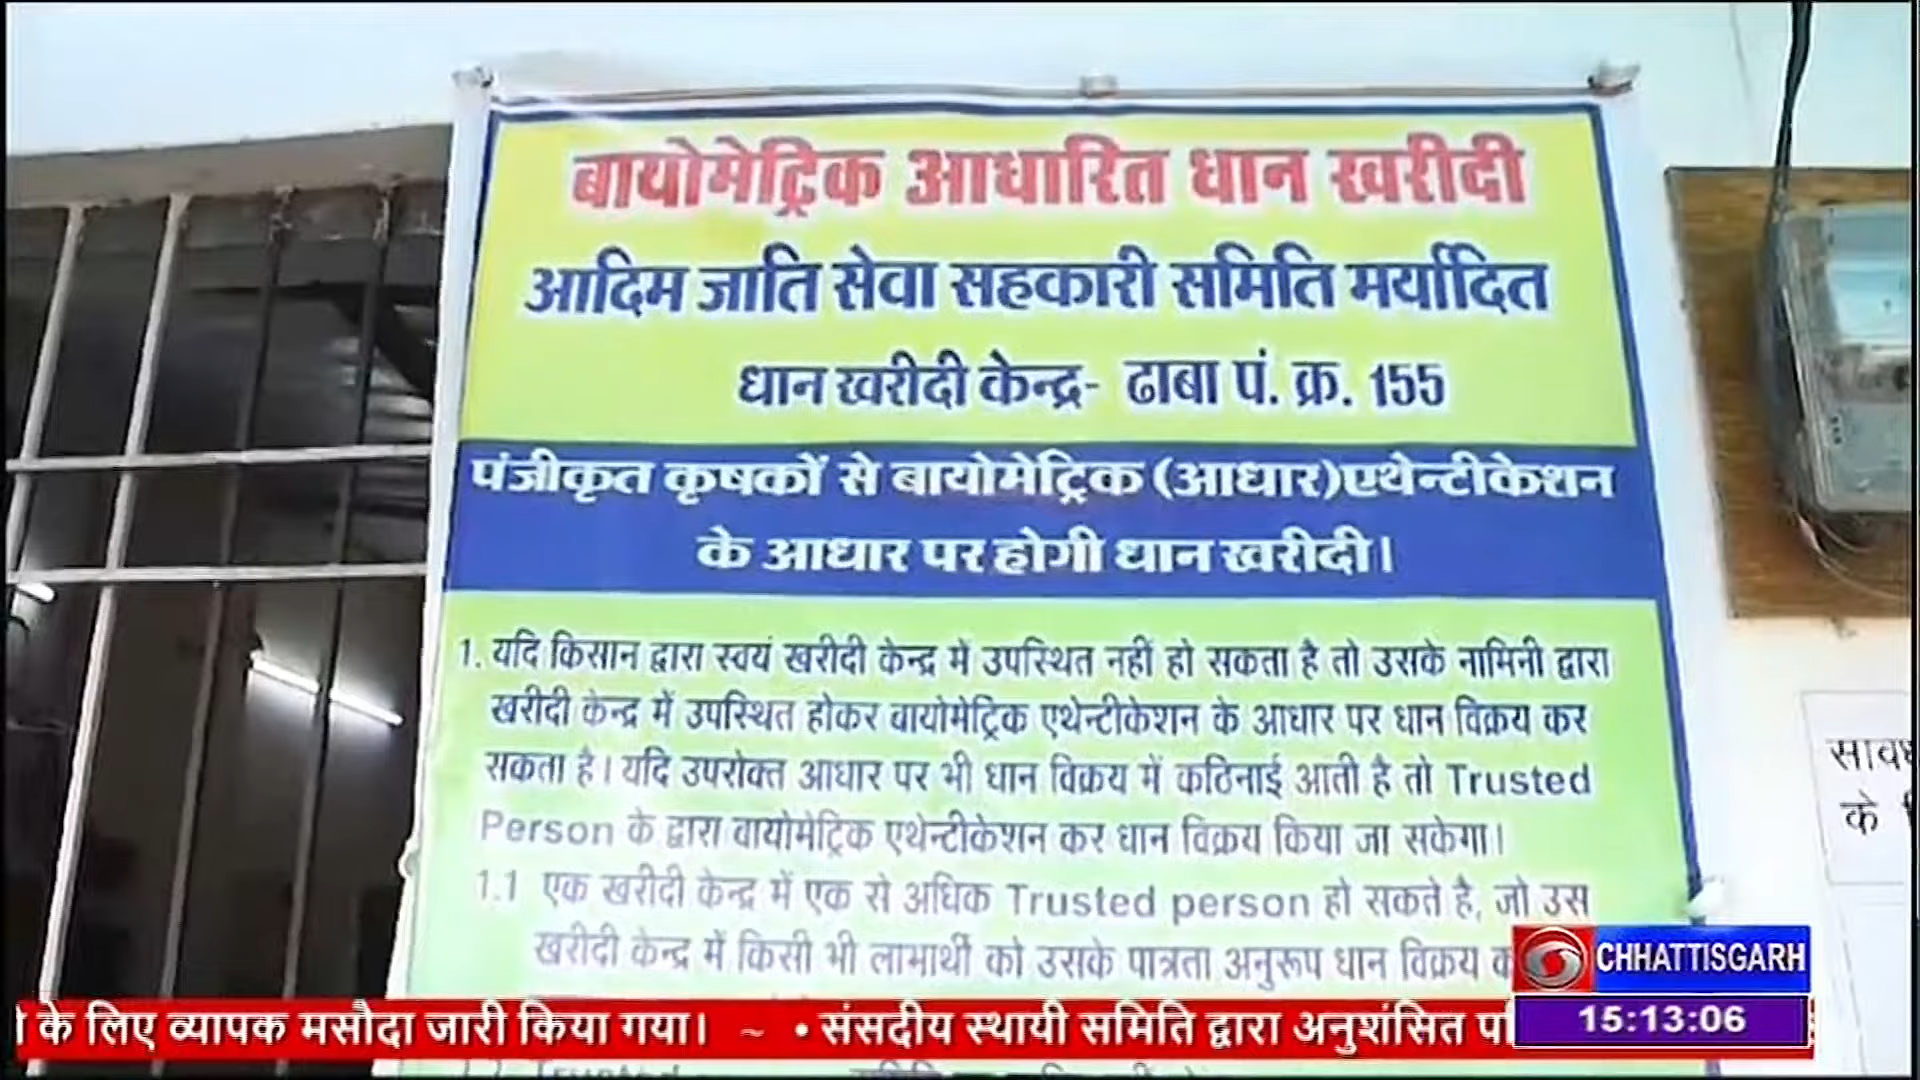 बायोमेट्रिक आधारित धान खरीदी
आदिम जाति सेवा सहकारी समिति मर्यादित
धान खरीदी केन्द्र- ढाबा पं. क्र. 155
पंजीकृत कृषकों से बायोमेट्रिक (आधार)एथेन्टीकेशन
के आधार पर होगी धान खरीदी।
1. यदि किसान द्वारा स्वयं खरीदी केन्द्र में उपस्थित नहीं हो सकता है तो उसके नामिनी द्वारा
खरीदी केन्द्र में उपस्थित होकर बायोमेट्रिक एथेन्टीकेशन के आधार पर धान विक्रय कर
सकता है। यदि उपरोक्त आधार पर भी धान विक्रय में कठिनाई आती है तो Trusted
Person के द्वारा बायोमेट्रिक एथेन्टीकेशन कर धान विक्रय किया जा सकेगा।
1.1 एक खरीदी केन्द्र में एक से अधिक Trusted person हो सकते है, जो उस
खरीदी केन्द्र में किसी भी लाभार्थी को उसके पात्रता अनुरूप धान विक्रय
के
CHHATTISGARH
15:13:06
के लिए व्यापक मसौदा जारी किया गया। ~ • संसदीय स्थायी समिति द्वारा अनुशंसित